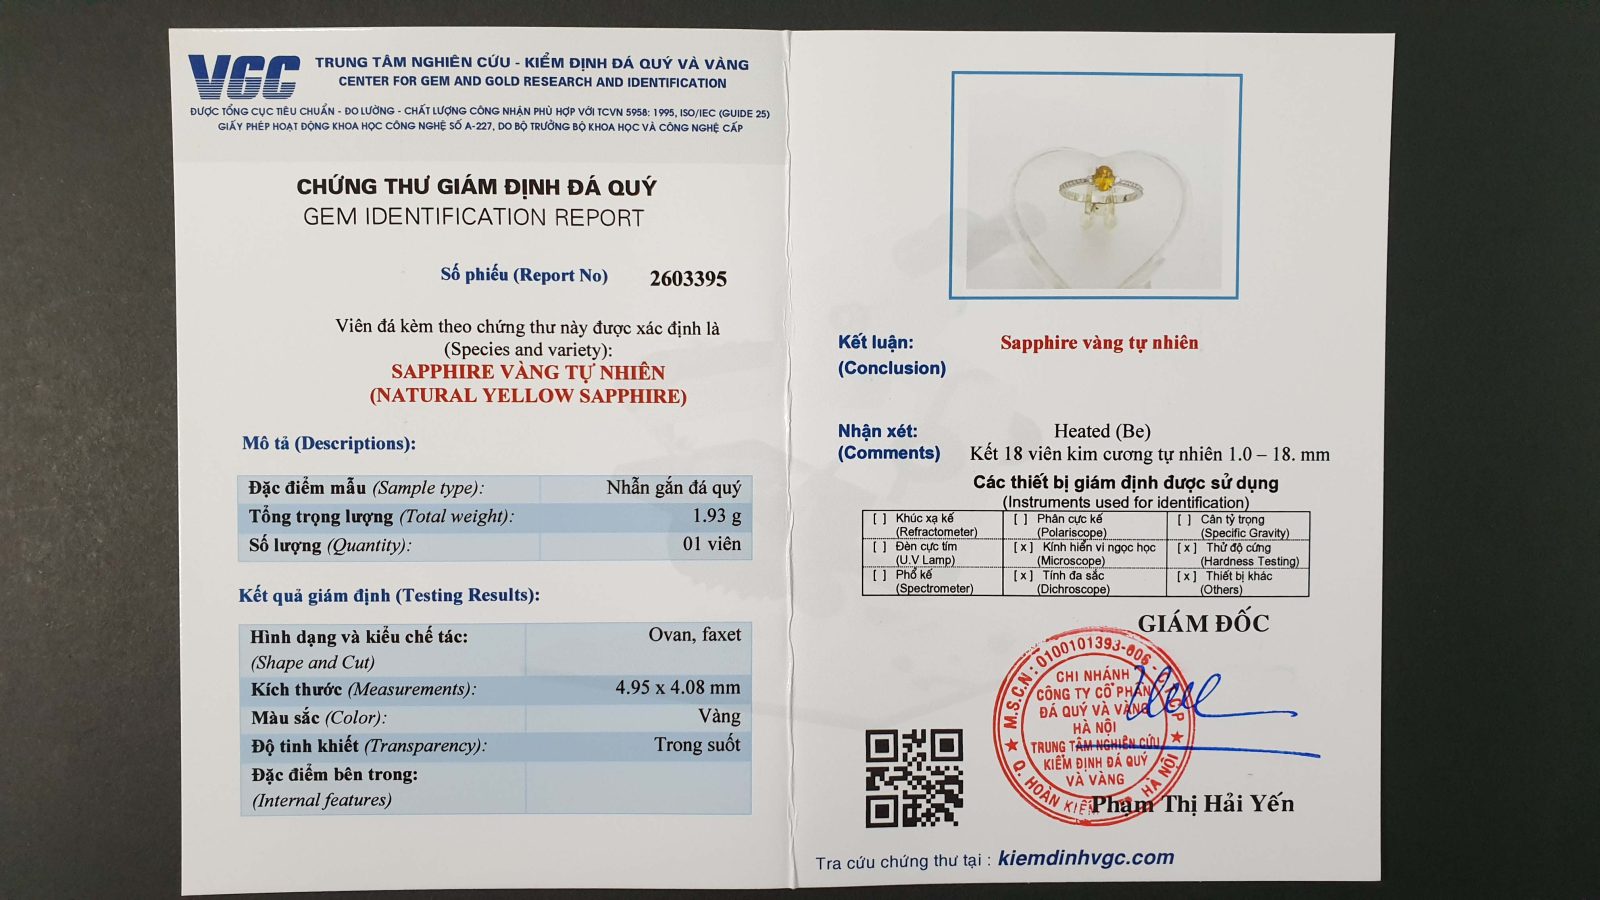 VGC
TRUNG TÂM NGHIÊN CỨU - KIỂM ĐỊNH ĐÁ QUÝ VÀ VÀNG
CENTER FOR GEM AND GOLD RESEARCH AND IDENTIFICATION
ĐƯỢC TỔNG CỤC TIÊU CHUẨN - ĐO LƯỜNG - CHẤT LƯỢNG CÔNG NHẬN PHÙ HỢP VỚI TCVN 5958: 1995, ISO/IEC (GUIDE 25)
GIẤY PHÉP HOẠT ĐỘNG KHOA HỌC CÔNG NGHỆ SỐ A-227, DO BỘ TRƯỞNG BỘ KHOA HỌC VÀ CÔNG NGHỆ CẤP
CHỨNG THƯ GIÁM ĐỊNH ĐÁ QUÝ
GEM IDENTIFICATION REPORT
Số phiếu (Report No) 2603395
Viên đá kèm theo chứng thư này được xác định là
(Species and variety):
SAPPHIRE VÀNG TỰ NHIÊN
(NATURAL YELLOW SAPPHIRE)
Mô tả (Descriptions):
Đặc điểm mẫu (Sample type): Nhẫn gắn đá quý
Tổng trọng lượng (Total weight): 1.93 g
Số lượng (Quantity): 01 viên
Kết quả giám định (Testing Results):
Hình dạng và kiểu chế tác: Ovan, faxet
(Shape and Cut)
Kích thước (Measurements): 4.95 x 4.08 mm
Màu sắc (Color): Vàng
Độ tinh khiết (Transparency): Trong suốt
Đặc điểm bên trong:
(Internal features)
Kết luận: Sapphire vàng tự nhiên
(Conclusion)
Nhận xét: Heated (Be)
(Comments) Kết 18 viên kim cương tự nhiên 1.0 – 18. mm
Các thiết bị giám định được sử dụng
(Instruments used for identification)
[ ] Khúc xạ kế [ ] Phân cực kế [ ] Cân tỷ trọng
(Refractometer) (Polariscope) (Specific Gravity)
[ ] Đèn cực tím [x] Kính hiển vi ngọc học [x] Thử độ cứng
(U.V Lamp) (Microscope) (Hardness Testing)
[ ] Phổ kế [x] Tính đa sắc [x] Thiết bị khác
(Spectrometer) (Dichroscope) (Others)
GIÁM ĐỐC
M.S.C.N: 0100101393-006 - C.T.C.P
CHI NHÁNH
CÔNG TY CỔ PHẦN
ĐÁ QUÝ VÀ VÀNG
HÀ NỘI
TRUNG TÂM NGHIÊN CỨU
KIỂM ĐỊNH ĐÁ QUÝ
VÀ VÀNG
Q. HOÀN KIẾM - TP HÀ NỘI
Phạm Thị Hải Yến
Tra cứu chứng thư tại : kiemdinhvgc.com